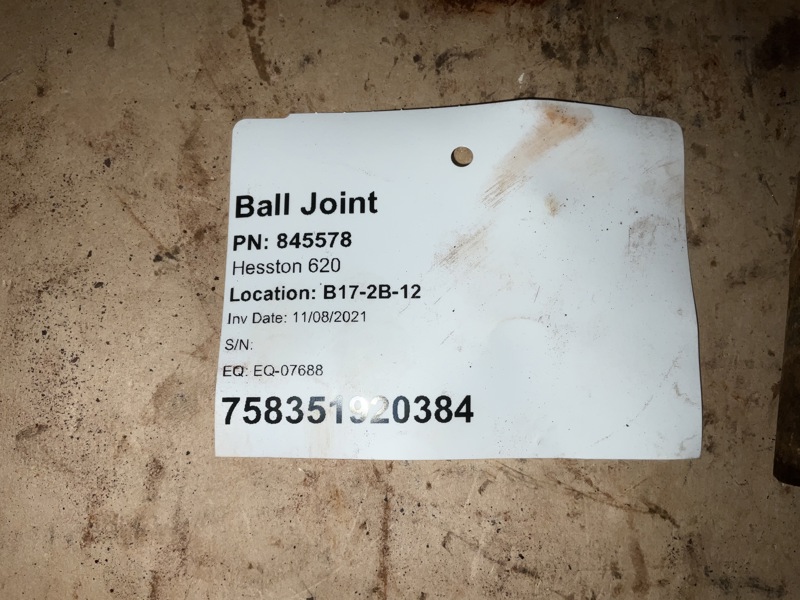 Ball Joint
PN: 845578
Hesston 620
Location: B17-2B-12
Inv Date: 11/08/2021
S/N:
EQ: EQ-07688
758351920384